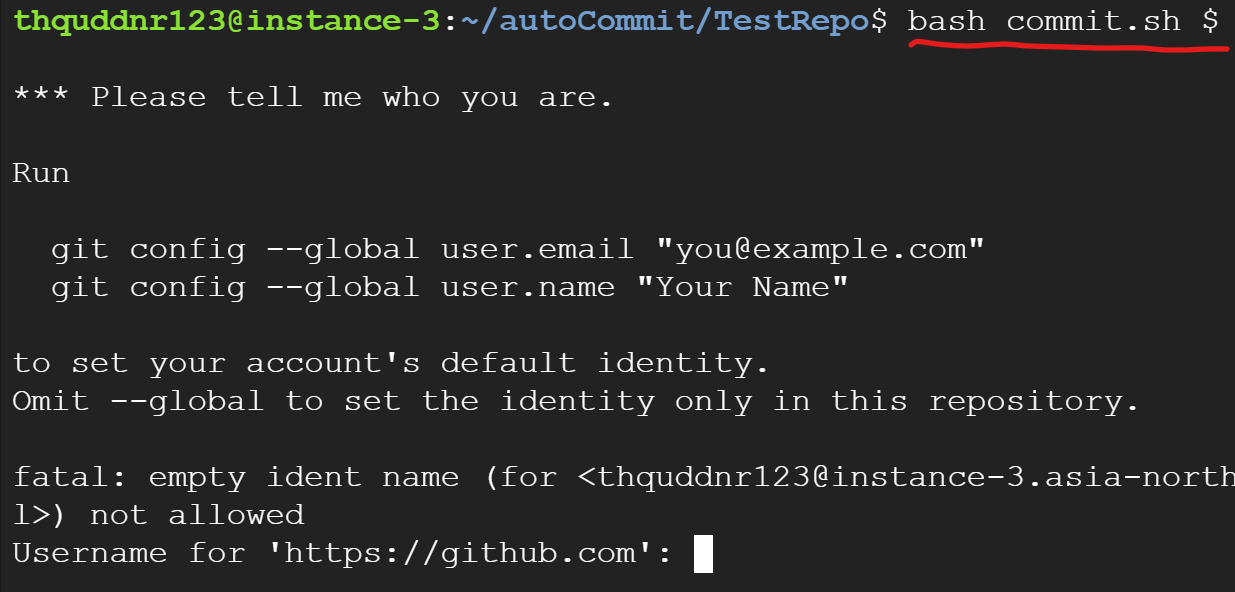 thquddnr123@instance-3:~/autoCommit/TestRepo$ bash commit.sh $
*** Please tell me who you are.
Run
  git config --global user.email "you@example.com"
  git config --global user.name "Your Name"
to set your account's default identity.
Omit --global to set the identity only in this repository.
fatal: empty ident name (for <thquddnr123@instance-3.asia-north
l>) not allowed
Username for 'https://github.com':